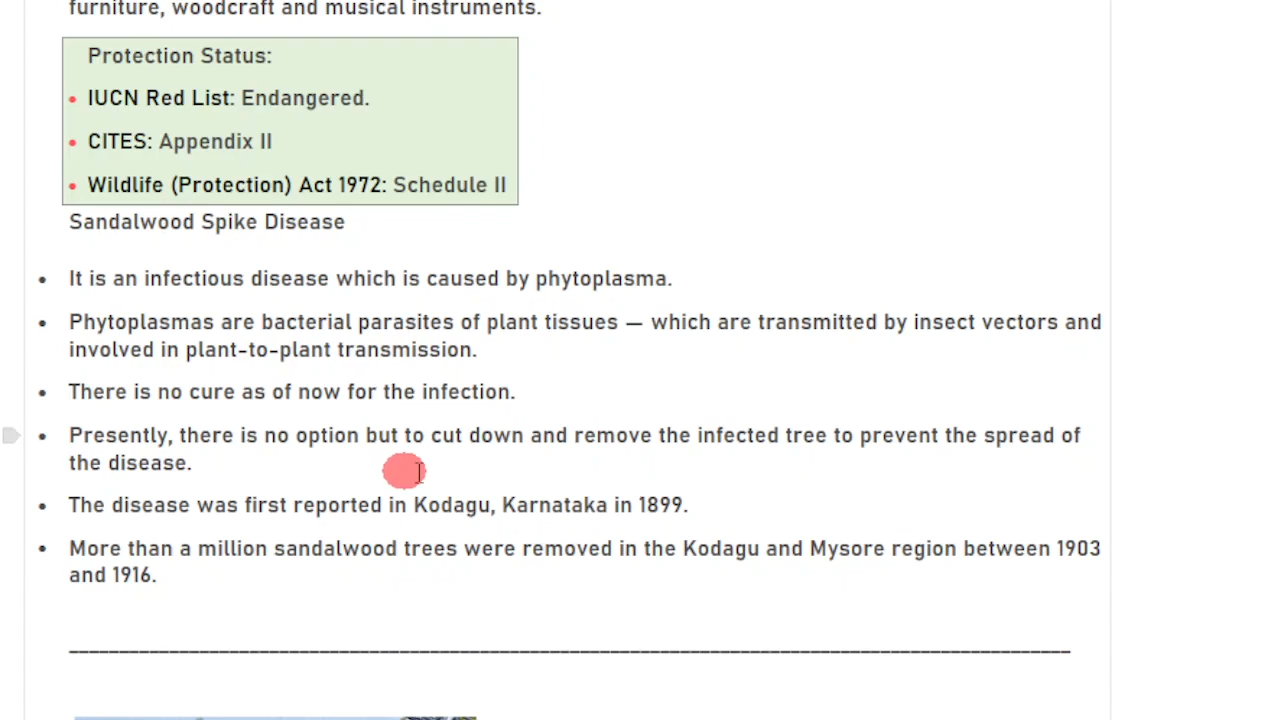 furniture, woodcraft and musical instruments.
Protection Status:
• IUCN Red List: Endangered.
• CITES: Appendix II
• Wildlife (Protection) Act 1972: Schedule II
Sandalwood Spike Disease
• It is an infectious disease which is caused by phytoplasma.
• Phytoplasmas are bacterial parasites of plant tissues — which are transmitted by insect vectors and
involved in plant-to-plant transmission.
• There is no cure as of now for the infection.
• Presently, there is no option but to cut down and remove the infected tree to prevent the spread of
the disease.
• The disease was first reported in Kodagu, Karnataka in 1899.
• More than a million sandalwood trees were removed in the Kodagu and Mysore region between 1903
and 1916.